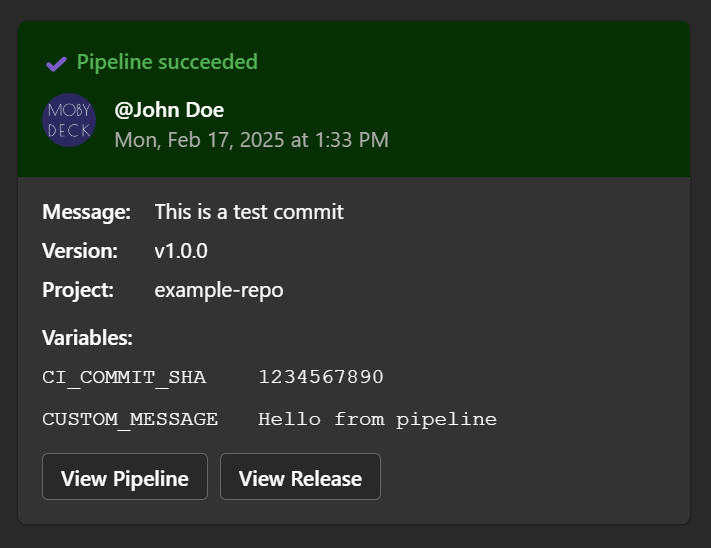 Pipeline succeeded
MOBY
DECK
@John Doe
Mon, Feb 17, 2025 at 1:33 PM
Message: This is a test commit
Version: v1.0.0
Project: example-repo
Variables:
CI_COMMIT_SHA 1234567890
CUSTOM_MESSAGE Hello from pipeline
View Pipeline View Release